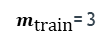 m_train = 3